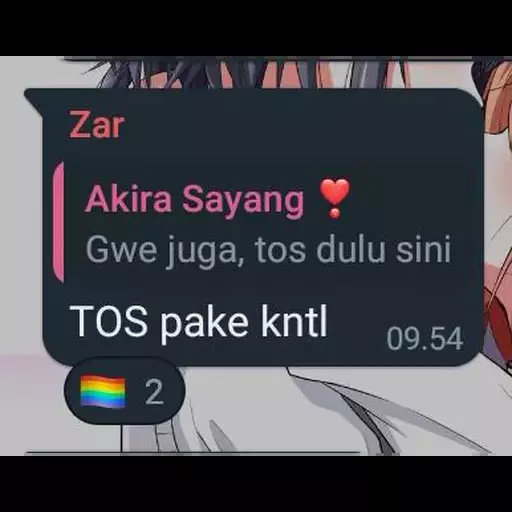 Zar
Akira Sayang ❣️
Gwe juga, tos dulu sini
TOS pake kntl
09.54
🏳️‍🌈 2